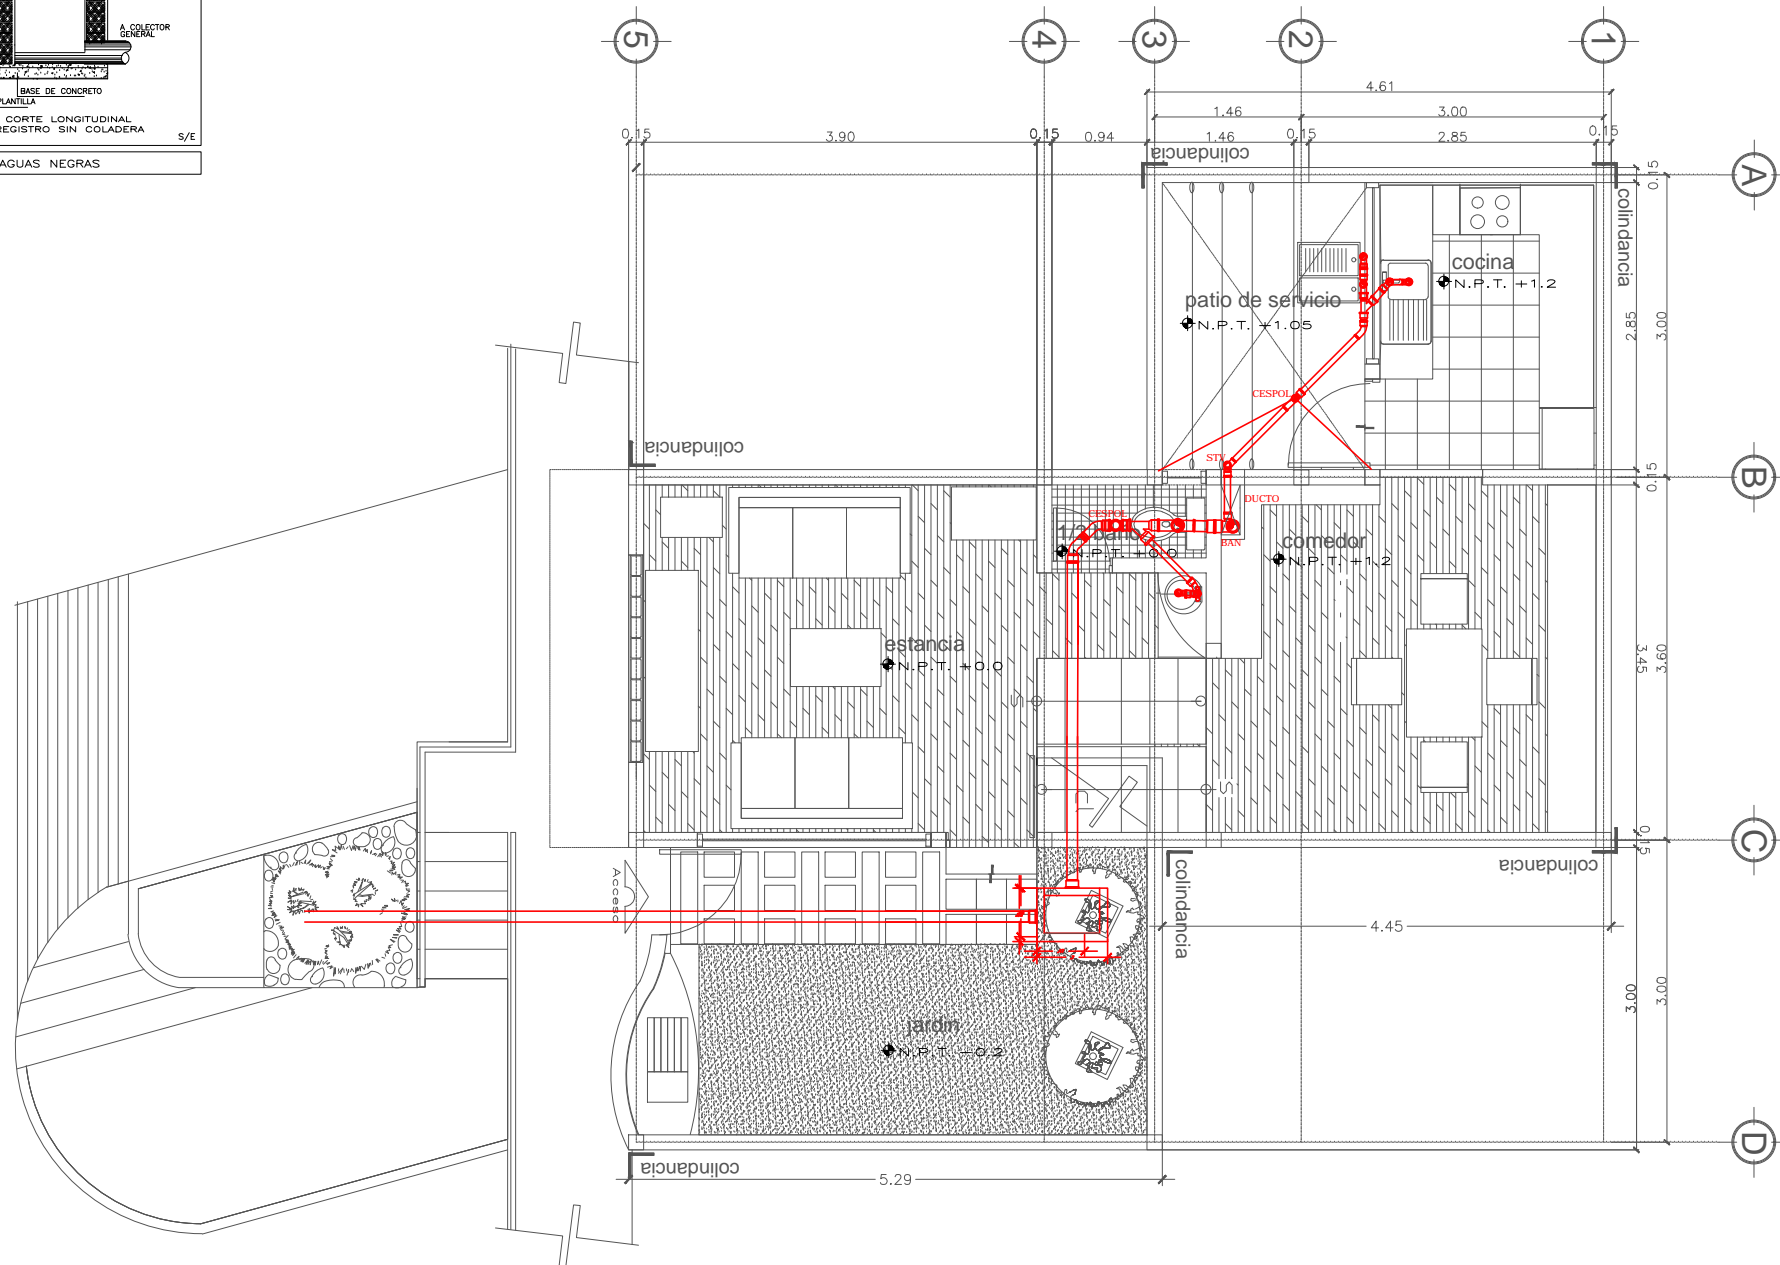 A COLECTOR
GENERAL
BASE DE CONCRETO
PLANTILLA
CORTE LONGITUDINAL
REGISTRO SIN COLADERA
S/E
AGUAS NEGRAS
5
4
3
2
1
4.61
1.46
3.00
0.15
3.90
0.15
0.94
1.46
0.15
2.85
0.15
colindancia
A
0.15
colindancia
cocina
N.P.T. +1.2
patio de servicio
N.P.T. +1.05
2.85
3.00
CESPOL
colindancia
STV
0.15
B
DUCTO
CESPOL
BAN
1/2 baño
N.P.T. +0.0
comedor
N.P.T. +1.2
estancia
N.P.T. +0.0
3.45
3.60
S
S
0.15
C
colindancia
colindancia
Acceso
4.45
3.00
3.00
jardin
N.P.T. -0.2
D
colindancia
5.29